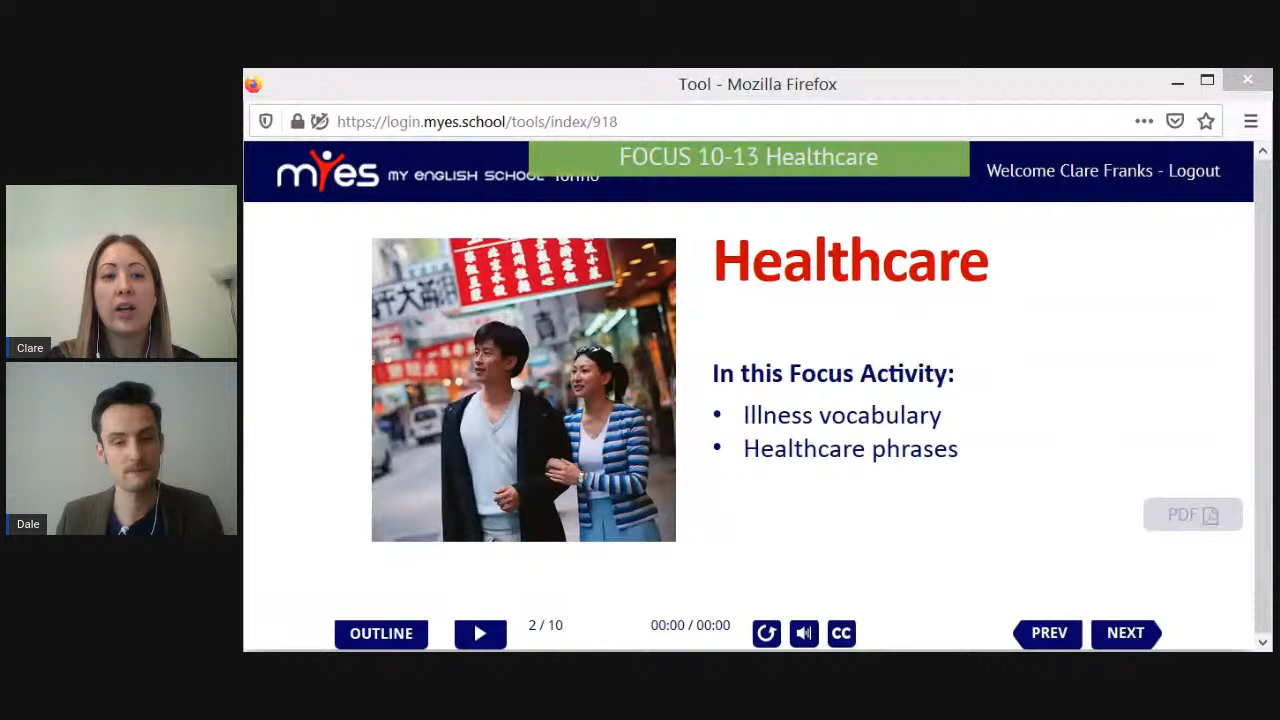 Tool - Mozilla Firefox
https://login.myes.school/tools/index/918
FOCUS 10-13 Healthcare
myes MY ENGLISH SCHOOL Torino
Welcome Clare Franks - Logout
Healthcare
In this Focus Activity:
• Illness vocabulary
• Healthcare phrases
PDF
Clare
Dale
OUTLINE
2 / 10
00:00 / 00:00
CC
PREV
NEXT